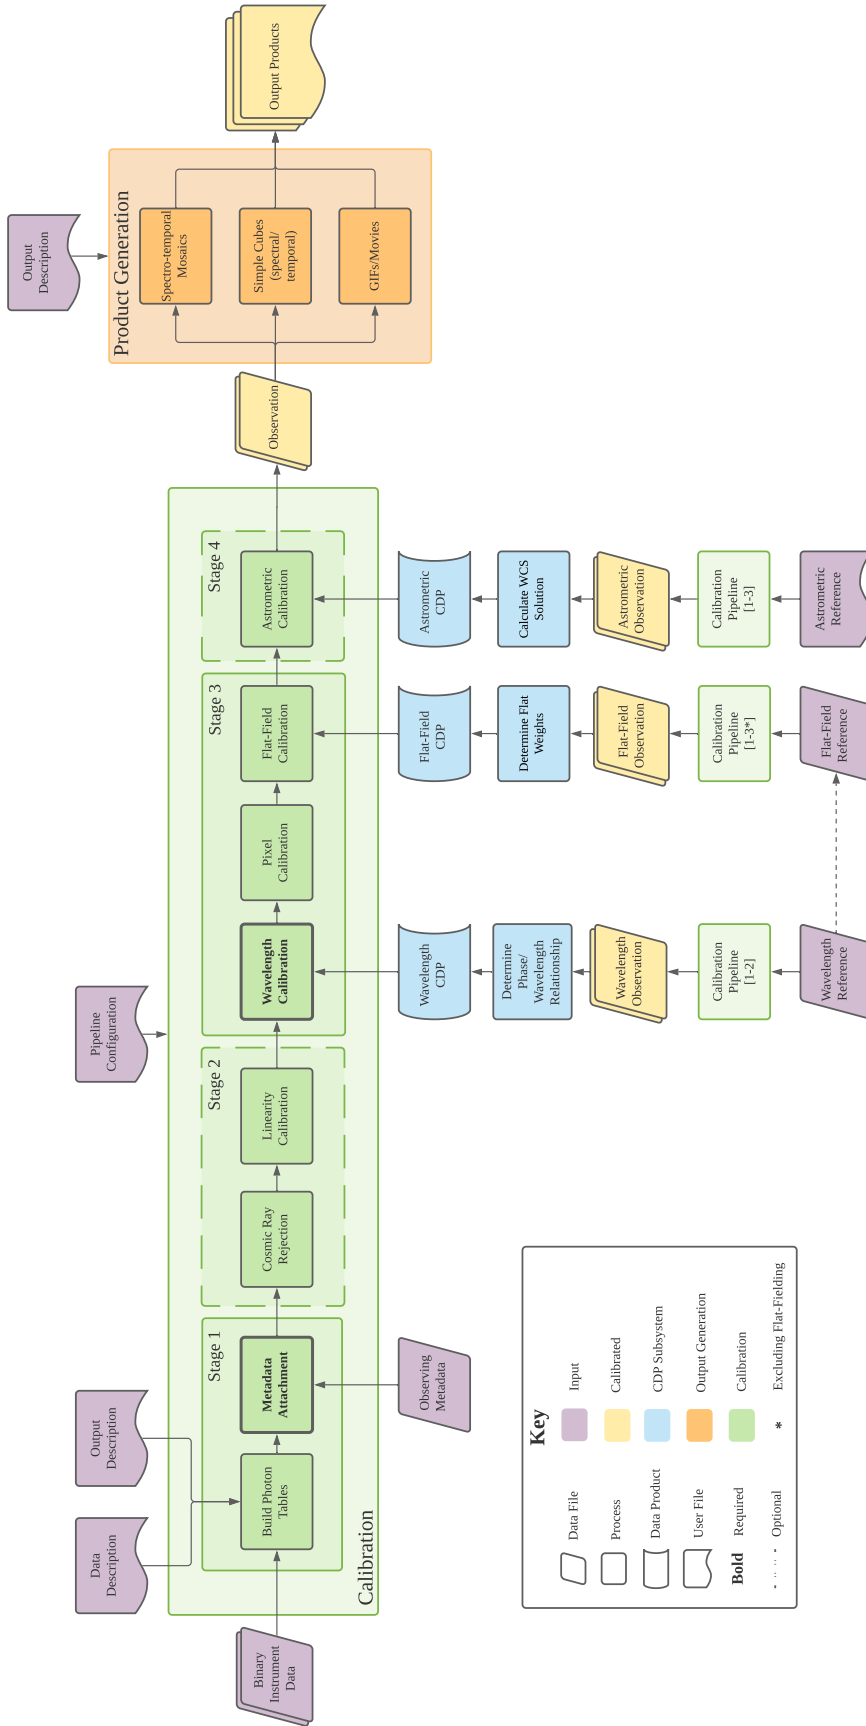 Binary
Instrument
Data
Data
Description
Output
Description
Pipeline
Configuration
Output
Description
Calibration
Stage 1
Build Photon
Tables
Metadata
Attachment
Observing
Metadata
Stage 2
Cosmic Ray
Rejection
Linearity
Calibration
Stage 3
Wavelength
Calibration
Pixel
Calibration
Flat-Field
Calibration
Stage 4
Astrometric
Calibration
Observation
Product Generation
Spectro-temporal
Mosaics
Simple Cubes
(spectral/
temporal)
GIFs/Movies
Output Products
Wavelength
CDP
Determine
Phase/
Wavelength
Relationship
Wavelength
Observation
Calibration
Pipeline
[1-2]
Wavelength
Reference
Flat-Field
CDP
Determine Flat
Weights
Flat-Field
Observation
Calibration
Pipeline
[1-3*]
Flat-Field
Reference
Astrometric
CDP
Calculate WCS
Solution
Astrometric
Observation
Calibration
Pipeline
[1-3]
Astrometric
Reference
Key
Data File
Input
Process
Calibrated
Data Product
CDP Subsystem
User File
Output Generation
Bold
Required
Calibration
Optional
* Excluding Flat-Fielding